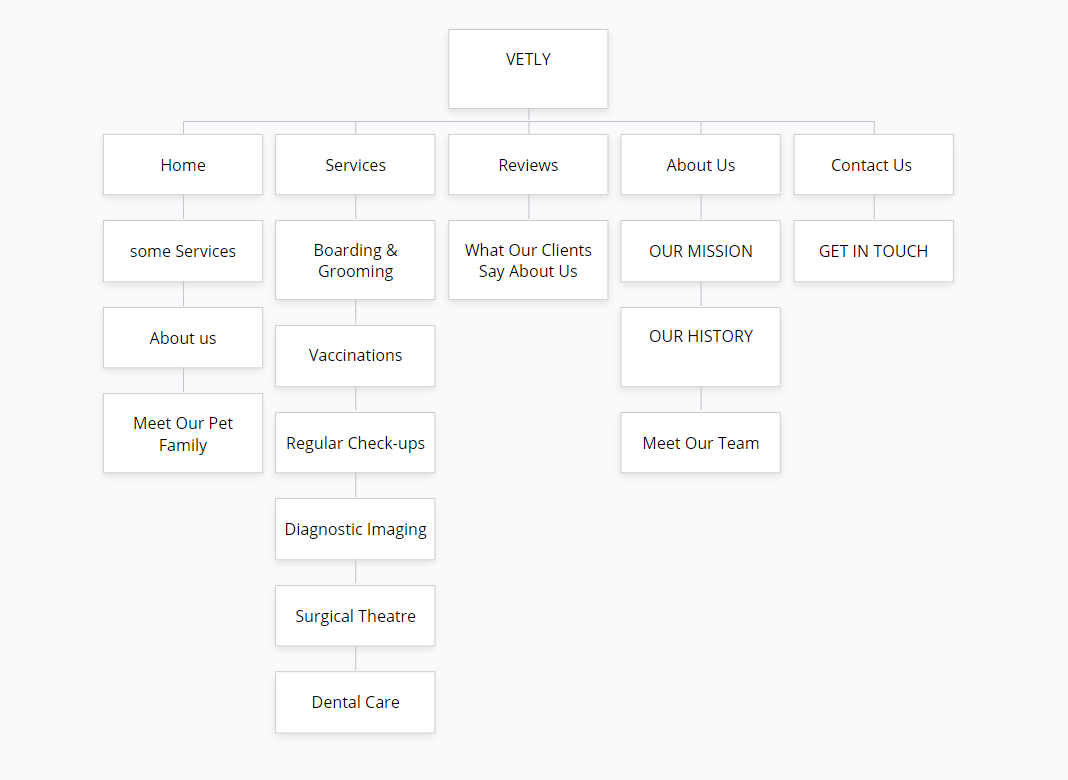 VETLY
Home
Services
Reviews
About Us
Contact Us
some Services
About us
Meet Our Pet
Family
Boarding &
Grooming
Vaccinations
Regular Check-ups
Diagnostic Imaging
Surgical Theatre
Dental Care
What Our Clients
Say About Us
OUR MISSION
OUR HISTORY
Meet Our Team
GET IN TOUCH